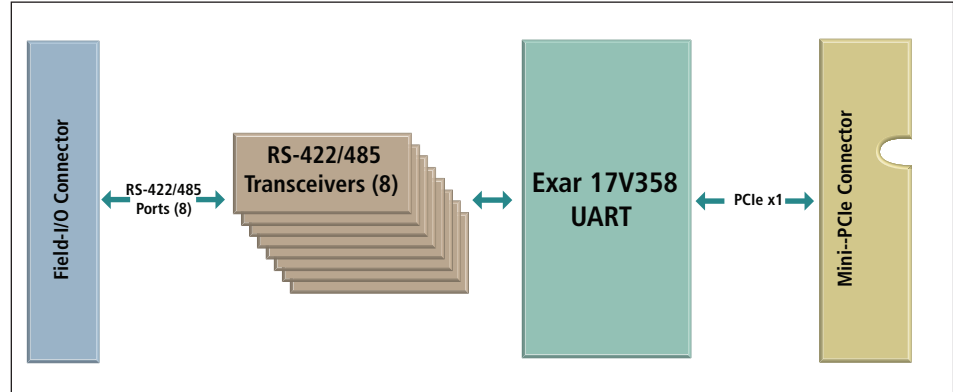 Field-I/O Connector
RS-422/485
Ports (8)
RS-422/485
Transceivers (8)
Exar 17V358
UART
PCIe x1
Mini--PCIe Connector